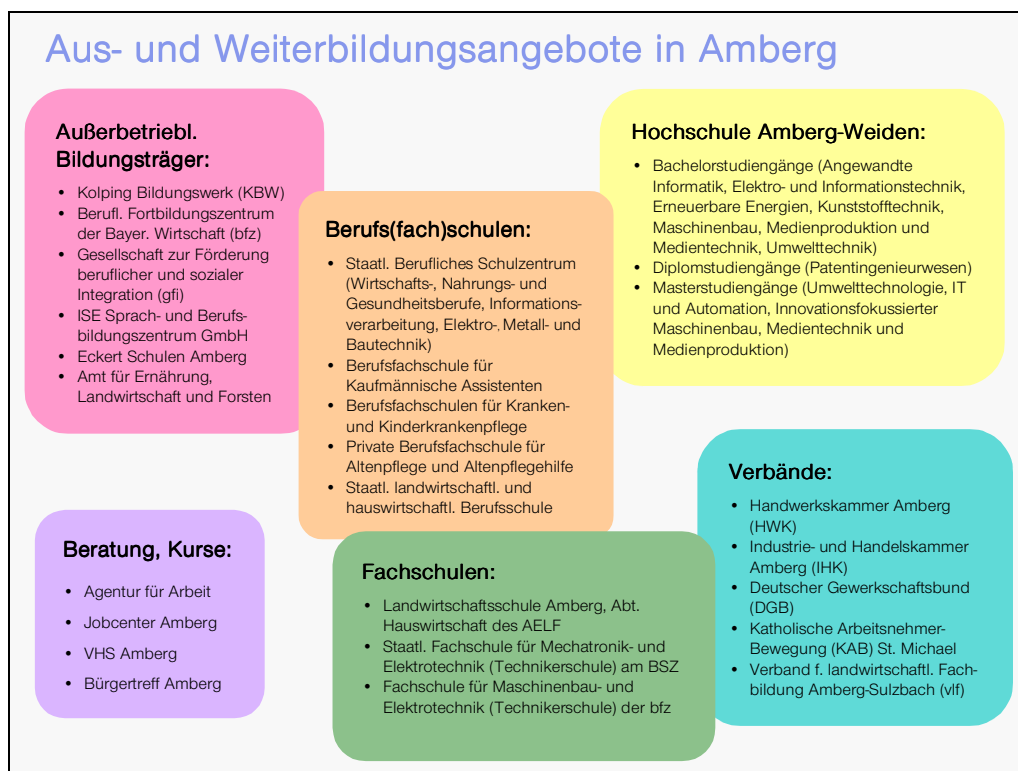 Aus- und Weiterbildungsangebote in Amberg
Außerbetriebl.
Bildungsträger:
• Kolping Bildungswerk (KBW)
• Berufl. Fortbildungszentrum
der Bayer. Wirtschaft (bfz)
• Gesellschaft zur Förderung
beruflicher und sozialer
Integration (gfi)
• ISE Sprach- und Berufs-
bildungszentrum GmbH
• Eckert Schulen Amberg
• Amt für Ernährung,
Landwirtschaft und Forsten
Berufs(fach)schulen:
• Staatl. Berufliches Schulzentrum
(Wirtschafts-, Nahrungs- und
Gesundheitsberufe, Informations-
verarbeitung, Elektro-, Metall- und
Bautechnik)
• Berufsfachschule für
Kaufmännische Assistenten
• Berufsfachschulen für Kranken-
und Kinderkrankenpflege
• Private Berufsfachschule für
Altenpflege und Altenpflegehilfe
• Staatl. landwirtschaftl. und
hauswirtschaftl. Berufsschule
Hochschule Amberg-Weiden:
• Bachelorstudiengänge (Angewandte
Informatik, Elektro- und Informationstechnik,
Erneuerbare Energien, Kunststofftechnik,
Maschinenbau, Medienproduktion und
Medientechnik, Umwelttechnik)
• Diplomstudiengänge (Patentingenieurwesen)
• Masterstudiengänge (Umwelttechnologie, IT
und Automation, Innovationsfokussierter
Maschinenbau, Medientechnik und
Medienproduktion)
Beratung, Kurse:
• Agentur für Arbeit
• Jobcenter Amberg
• VHS Amberg
• Bürgertreff Amberg
Fachschulen:
• Landwirtschaftsschule Amberg, Abt.
Hauswirtschaft des AELF
• Staatl. Fachschule für Mechatronik- und
Elektrotechnik (Technikerschule) am BSZ
• Fachschule für Maschinenbau- und
Elektrotechnik (Technikerschule) der bfz
Verbände:
• Handwerkskammer Amberg
(HWK)
• Industrie- und Handelskammer
Amberg (IHK)
• Deutscher Gewerkschaftsbund
(DGB)
• Katholische Arbeitsnehmer-
Bewegung (KAB) St. Michael
• Verband f. landwirtschaftl. Fach-
bildung Amberg-Sulzbach (vlf)